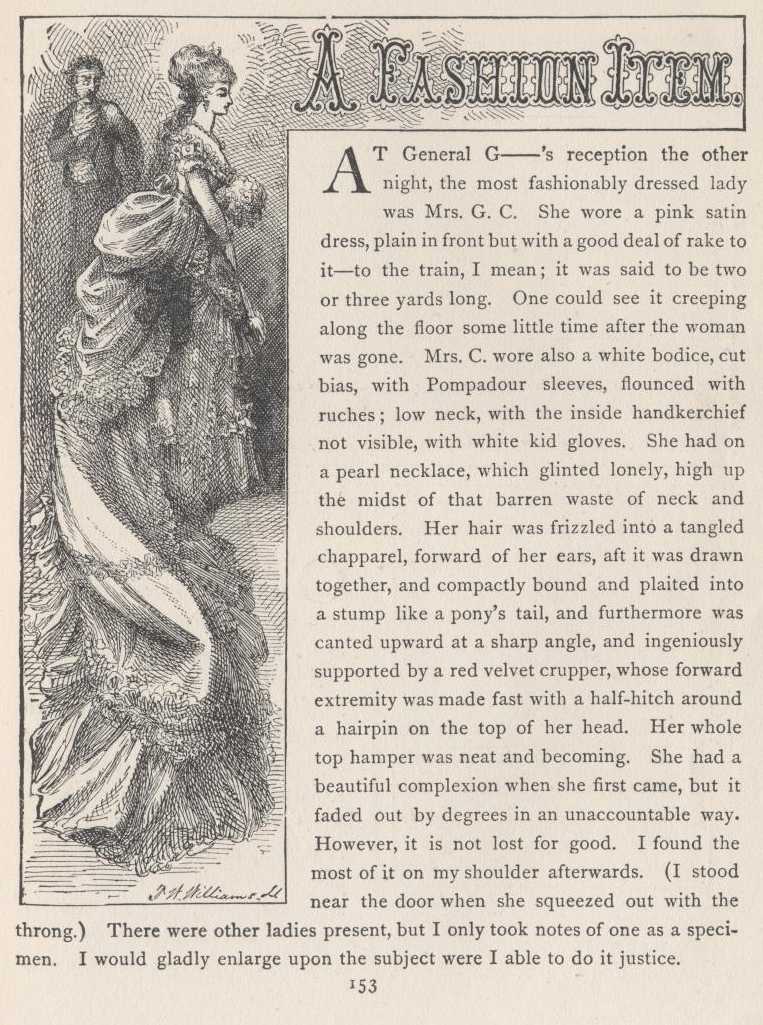 A FASHION ITEM.
AT General G——'s reception the other
night, the most fashionably dressed lady
was Mrs. G. C. She wore a pink satin
dress, plain in front but with a good deal of rake to
it—to the train, I mean; it was said to be two
or three yards long. One could see it creeping
along the floor some little time after the woman
was gone. Mrs. C. wore also a white bodice, cut
bias, with Pompadour sleeves, flounced with
ruches; low neck, with the inside handkerchief
not visible, with white kid gloves. She had on
a pearl necklace, which glinted lonely, high up
the midst of that barren waste of neck and
shoulders. Her hair was frizzled into a tangled
chapparel, forward of her ears, aft it was drawn
together, and compactly bound and plaited into
a stump like a pony's tail, and furthermore was
canted upward at a sharp angle, and ingeniously
supported by a red velvet crupper, whose forward
extremity was made fast with a half-hitch around
a hairpin on the top of her head. Her whole
top hamper was neat and becoming. She had a
beautiful complexion when she first came, but it
faded out by degrees in an unaccountable way.
However, it is not lost for good. I found the
most of it on my shoulder afterwards. (I stood
near the door when she squeezed out with the
throng.) There were other ladies present, but I only took notes of one as a speci-
men. I would gladly enlarge upon the subject were I able to do it justice.
T. W. Williams. del
153